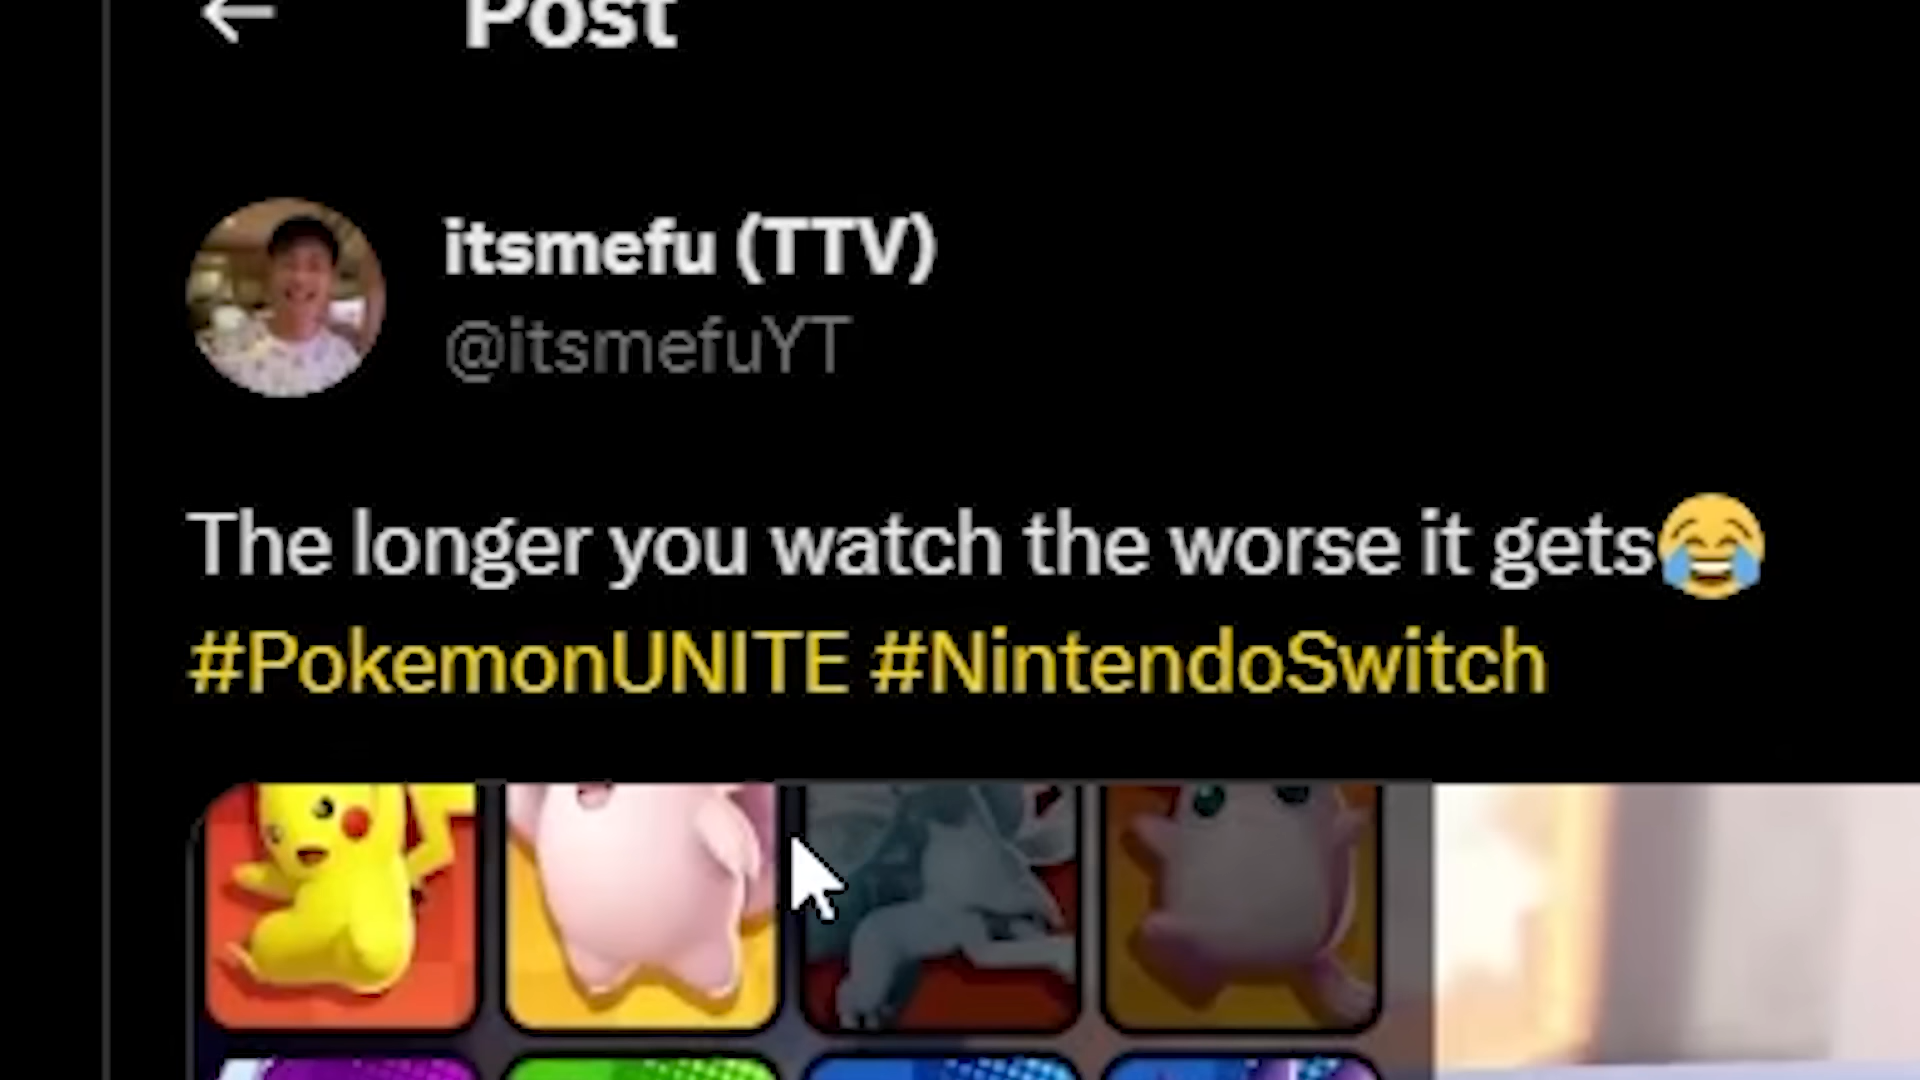 Post
itsmefu (TTV)
@itsmefuYT
The longer you watch the worse it gets😂
#PokemonUNITE #NintendoSwitch